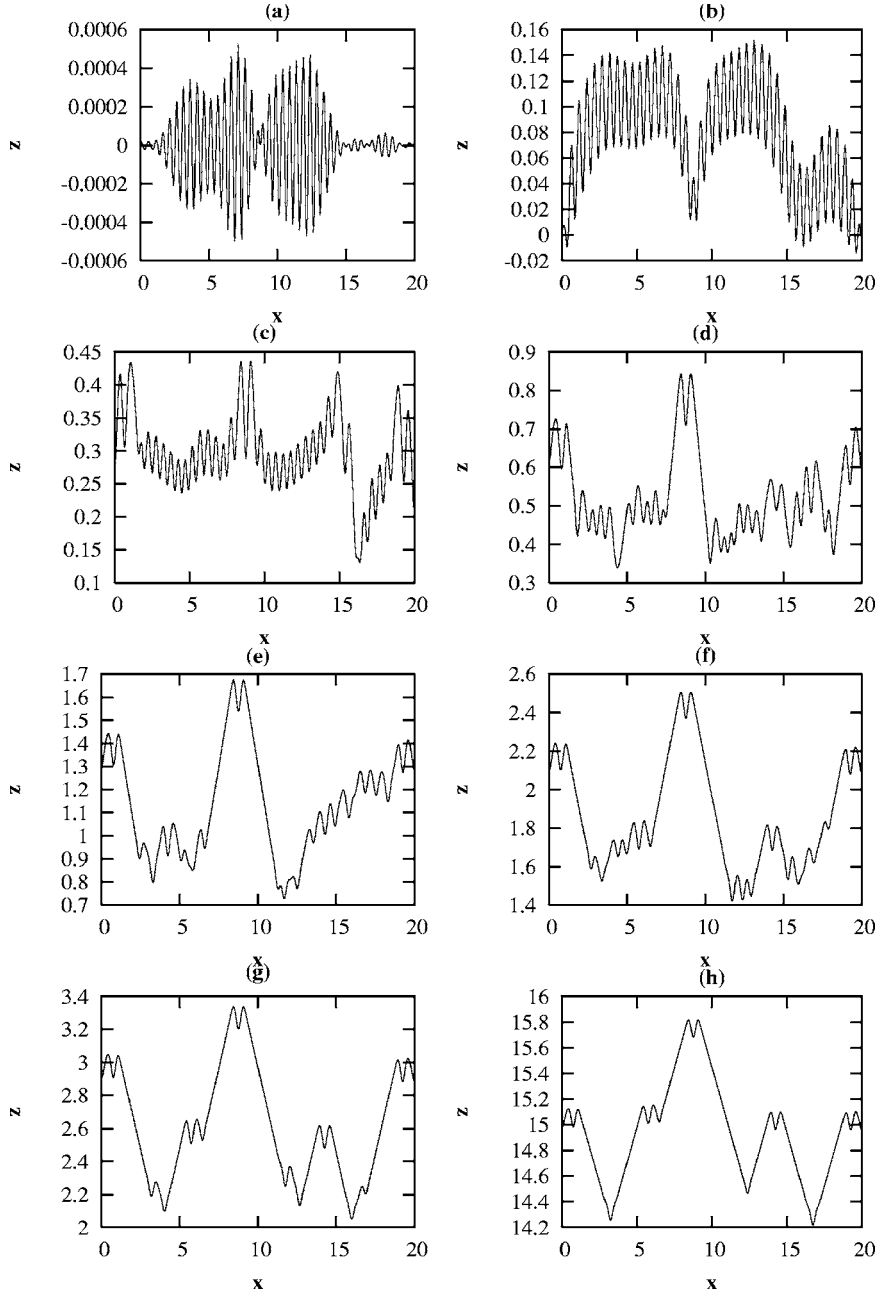 (a)
0.0006
0.0004
0.0002
0
-0.0002
-0.0004
-0.0006
z
0 5 10 15 20
x
(b)
0.16
0.14
0.12
0.1
0.08
0.06
0.04
0.02
0
-0.02
z
0 5 10 15 20
x
(c)
0.45
0.4
0.35
0.3
0.25
0.2
0.15
0.1
z
0 5 10 15 20
x
(d)
0.9
0.8
0.7
0.6
0.5
0.4
0.3
z
0 5 10 15 20
x
(e)
1.7
1.6
1.5
1.4
1.3
1.2
1.1
1
0.9
0.8
0.7
z
0 5 10 15 20
x
(f)
2.6
2.4
2.2
2
1.8
1.6
1.4
z
0 5 10 15 20
x
(g)
3.4
3.2
3
2.8
2.6
2.4
2.2
2
z
0 5 10 15 20
x
(h)
16
15.8
15.6
15.4
15.2
15
14.8
14.6
14.4
14.2
z
0 5 10 15 20
x